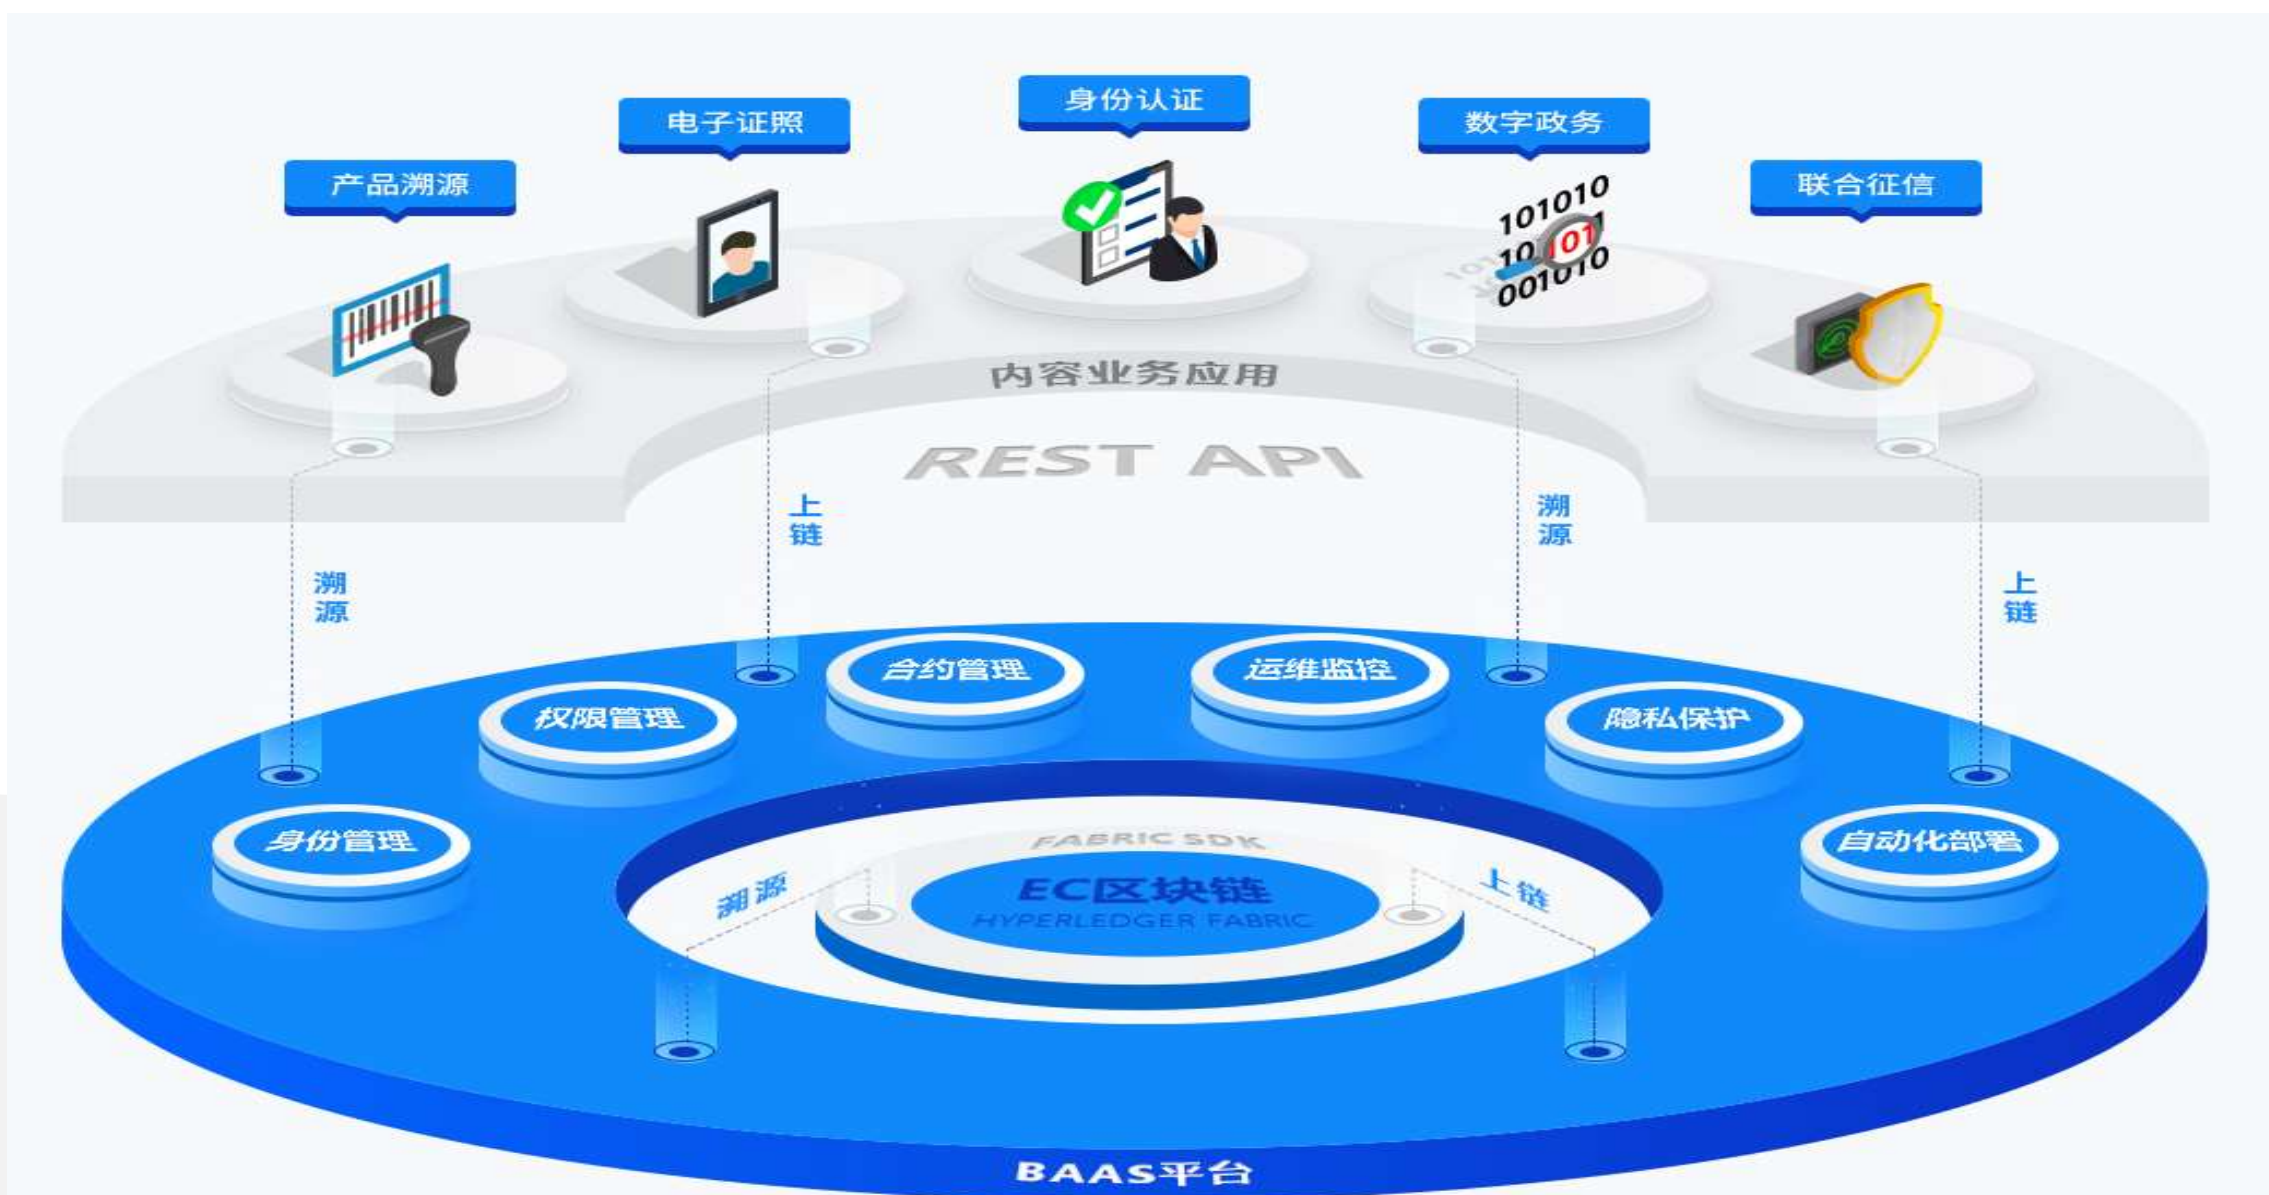 身份认证
电子证照
数字政务
产品溯源
联合征信
101010
10 101 1
001010
内容业务应用
REST API
上链
溯源
溯源
上链
合约管理
运维监控
权限管理
隐私保护
身份管理
自动化部署
FABRIC SDK
溯源
EC区块链
上链
HYPERLEDGER FABRIC
BAAS平台